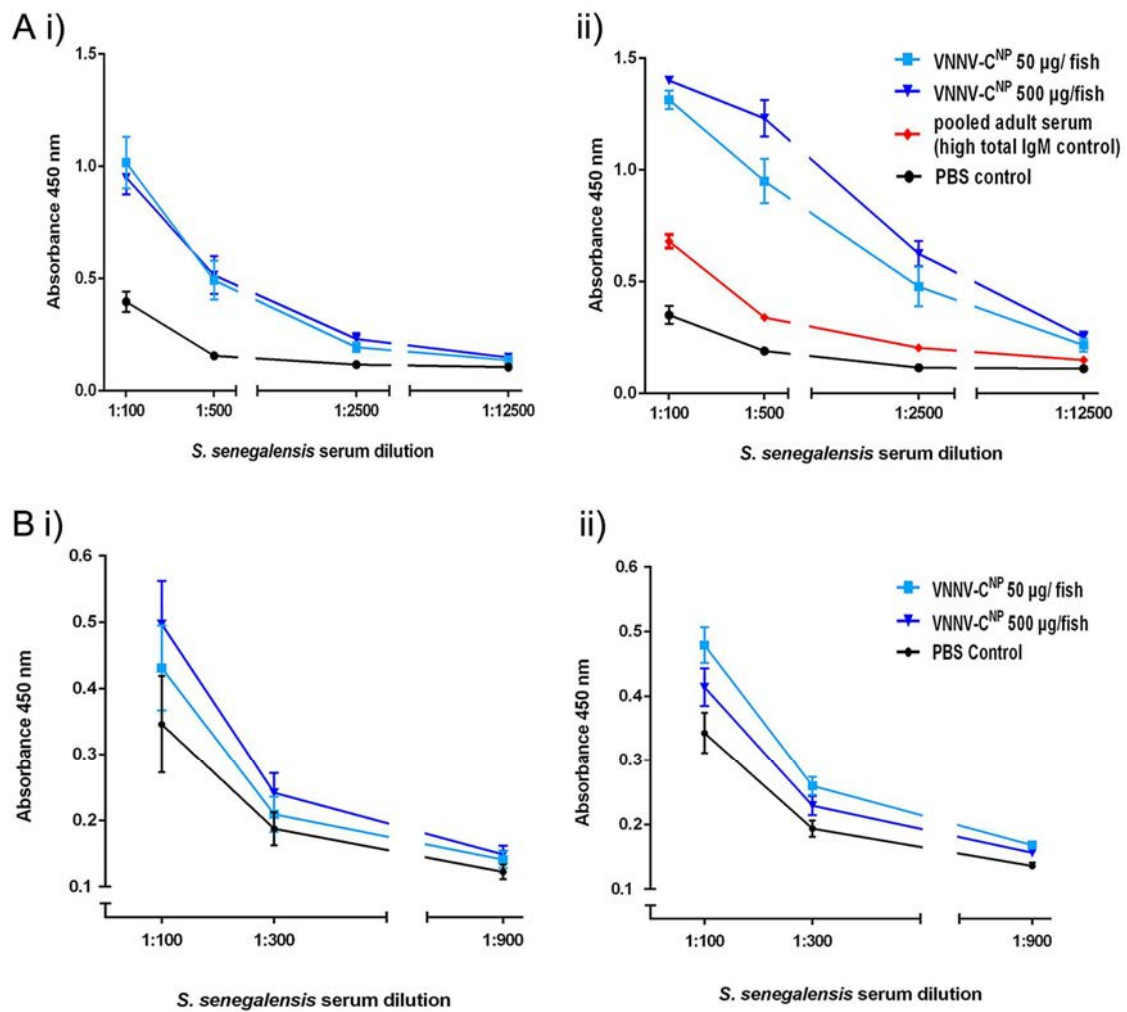 A i)
1.5
1.0
0.5
0.0
Absorbance 450 nm
1:100 1:500 1:2500 1:12500
S. senegalensis serum dilution
ii)
1.5
1.0
0.5
0.0
Absorbance 450 nm
1:100 1:500 1:2500 1:12500
S. senegalensis serum dilution
VNNV-C^NP 50 µg/ fish
VNNV-C^NP 500 µg/fish
pooled adult serum
(high total IgM control)
PBS control
B i)
0.6
0.5
0.4
0.3
0.2
0.1
Absorbance 450 nm
1:100 1:300 1:900
S. senegalensis serum dilution
ii)
0.6
0.5
0.4
0.3
0.2
0.1
Absorbance 450 nm
1:100 1:300 1:900
S. senegalensis serum dilution
VNNV-C^NP 50 µg/ fish
VNNV-C^NP 500 µg/fish
PBS Control